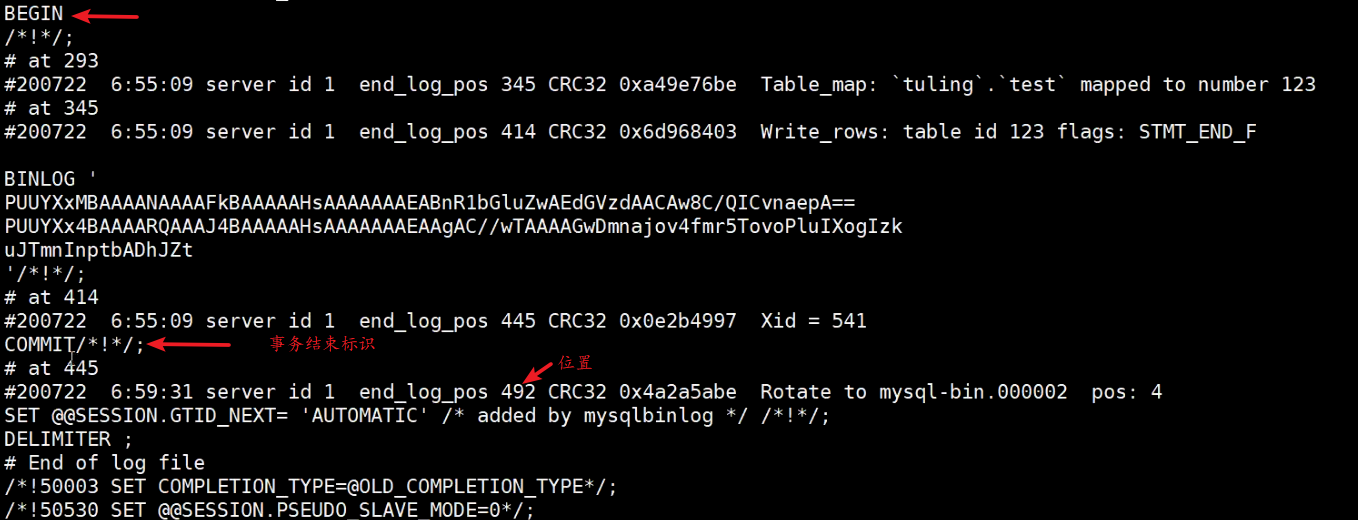 BEGIN
/*!*/;
# at 293
#200722  6:55:09 server id 1  end_log_pos 345 CRC32 0xa49e76be  Table_map: `tuling`.`test` mapped to number 123
# at 345
#200722  6:55:09 server id 1  end_log_pos 414 CRC32 0x6d968403  Write_rows: table id 123 flags: STMT_END_F
BINLOG '
PUUYXxMBAAAANAAAAFkBAAAAAHsAAAAAAAEABnR1bGluZwAEdGVzdAACAw8C/QICvnaepA==
PUUYXx4BAAAARQAAAJ4BAAAAAHsAAAAAAAEAAgAC//wTAAAAGwDmnajov4fmr5TovoPluIXogIzk
uJTmnInptbADhJZt
'/*!*/;
# at 414
#200722  6:55:09 server id 1  end_log_pos 445 CRC32 0x0e2b4997  Xid = 541
COMMIT/*!*/; 事务结束标识
# at 445 位置
#200722  6:59:31 server id 1  end_log_pos 492 CRC32 0x4a2a5abe  Rotate to mysql-bin.000002  pos: 4
SET @@SESSION.GTID_NEXT= 'AUTOMATIC' /* added by mysqlbinlog */ /*!*/;
DELIMITER ;
# End of log file
/*!50003 SET COMPLETION_TYPE=@OLD_COMPLETION_TYPE*/;
/*!50530 SET @@SESSION.PSEUDO_SLAVE_MODE=0*/;